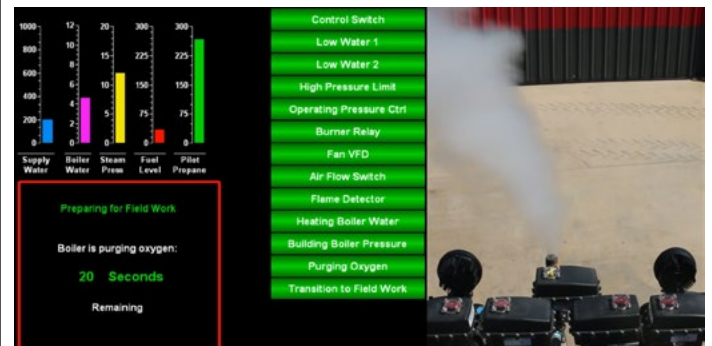 1000 12 20 300 300
10
800
8 15 225 225
600
6 10 150 150
400
4
200 5 75 75
2
0 0 0 0 0
Supply Water
Boiler Water
Steam Press
Fuel Level
Pilot Propane
Preparing for Field Work
Boiler is purging oxygen:
20 Seconds
Remaining
Control Switch
Low Water 1
Low Water 2
High Pressure Limit
Operating Pressure Ctrl
Burner Relay
Fan VFD
Air Flow Switch
Flame Detector
Heating Boiler Water
Building Boiler Pressure
Purging Oxygen
Transition to Field Work